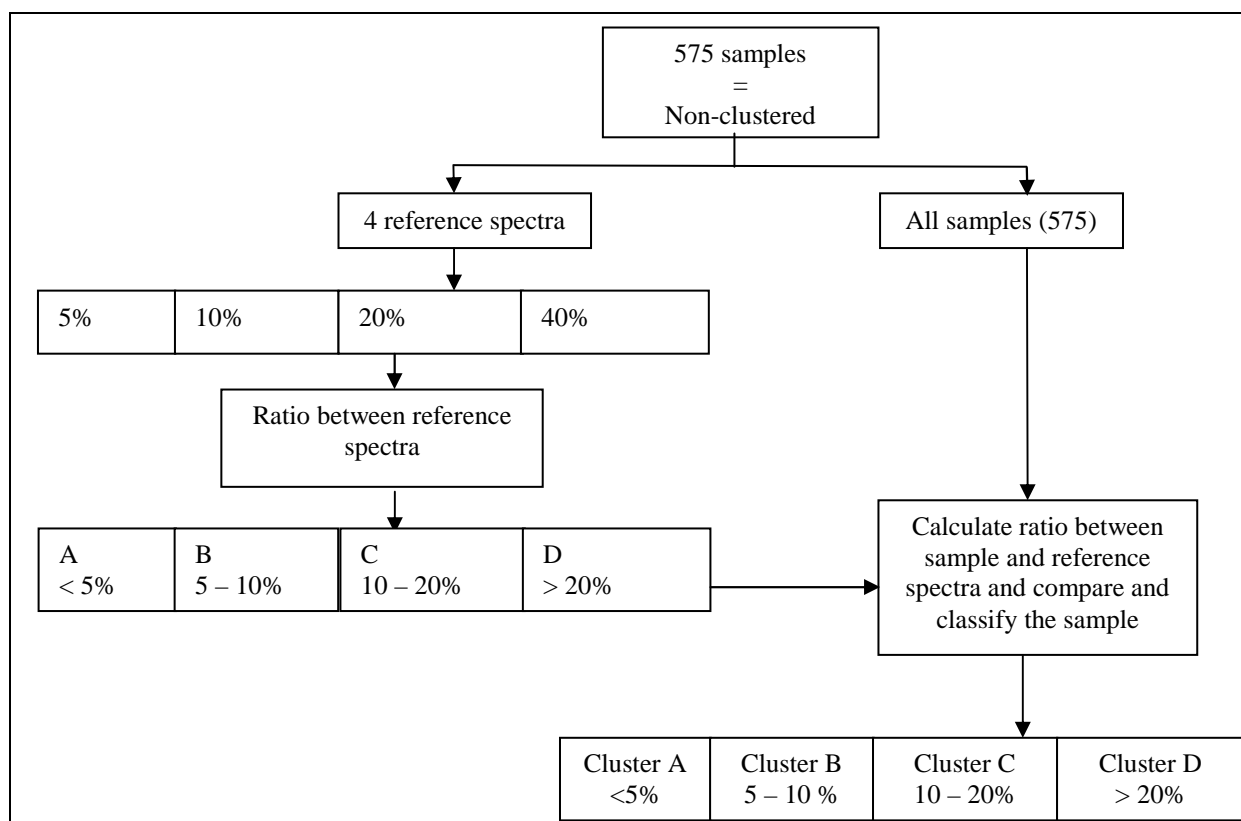 575 samples
=
Non-clustered
4 reference spectra
All samples (575)
5%
10%
20%
40%
Ratio between reference
spectra
A
< 5%
B
5 – 10%
C
10 – 20%
D
> 20%
Calculate ratio between
sample and reference
spectra and compare and
classify the sample
Cluster A
<5%
Cluster B
5 – 10 %
Cluster C
10 – 20%
Cluster D
> 20%